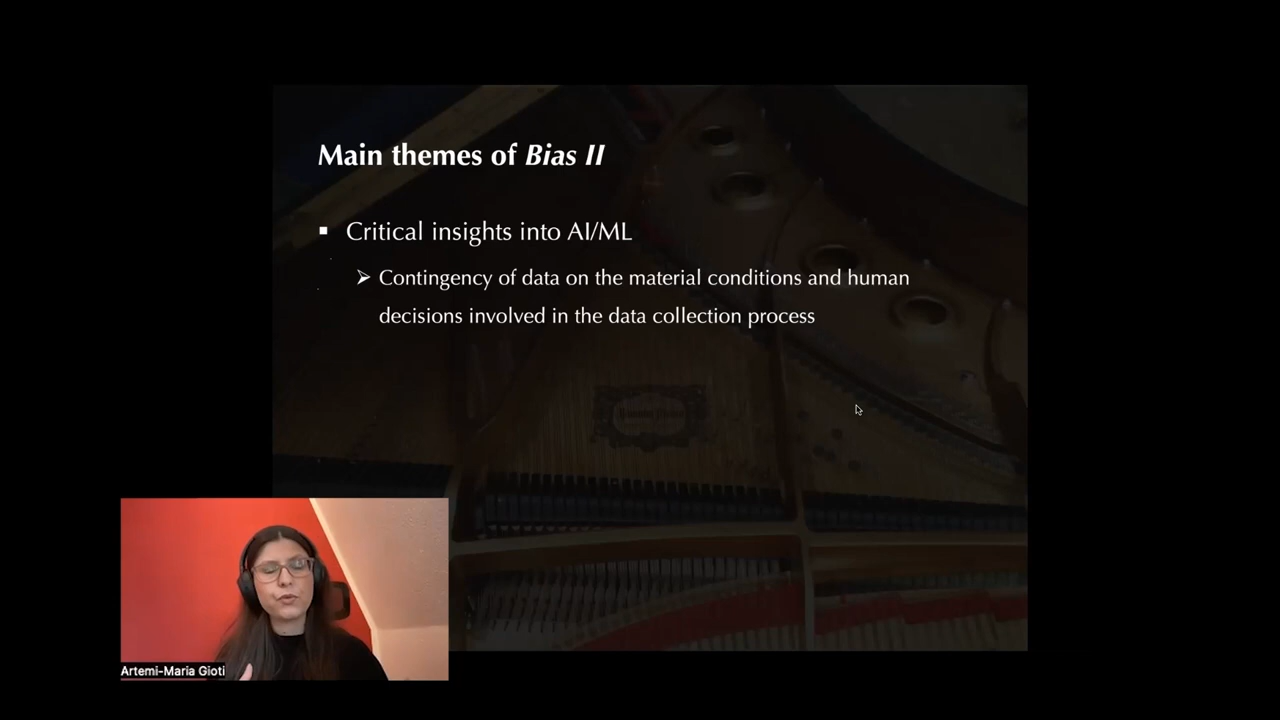 Main themes of Bias II
▪ Critical insights into AI/ML
➢ Contingency of data on the material conditions and human
decisions involved in the data collection process
Artemi-Maria Gioti